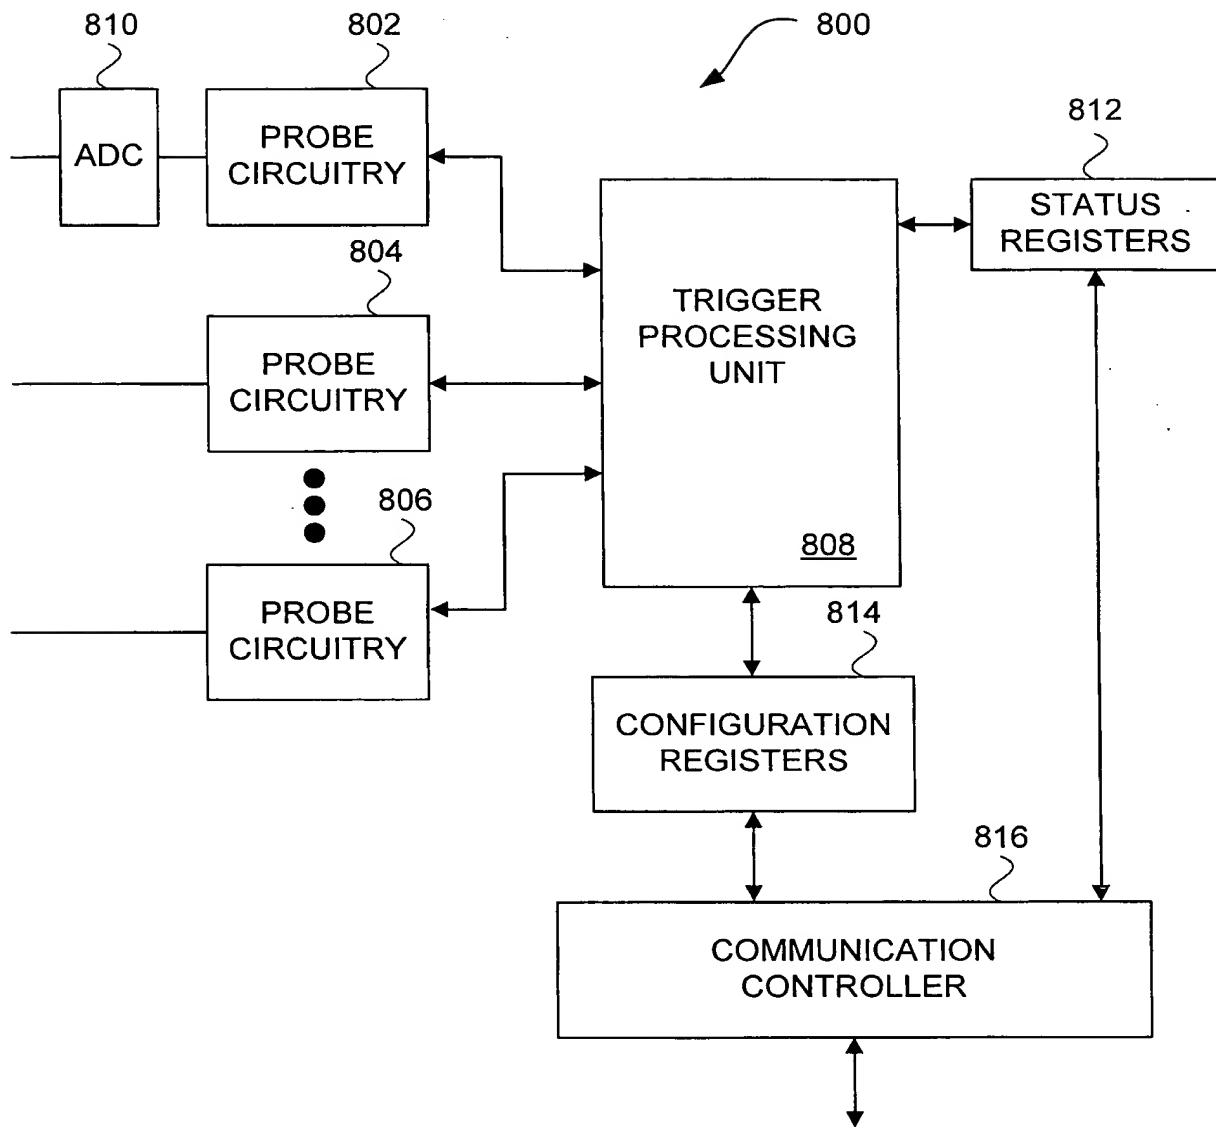 810
802
800
ADC
PROBE
CIRCUITRY
812
STATUS
REGISTERS
804
PROBE
CIRCUITRY
TRIGGER
PROCESSING
UNIT
808
806
PROBE
CIRCUITRY
814
CONFIGURATION
REGISTERS
816
COMMUNICATION
CONTROLLER